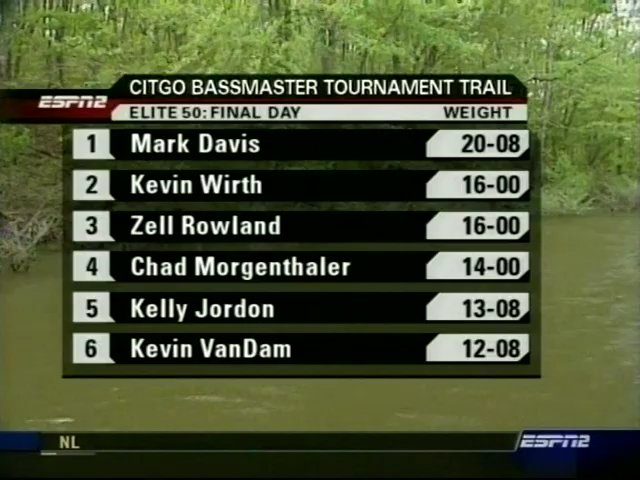 CITGO BASSMASTER TOURNAMENT TRAIL
ESPN2 ELITE 50: FINAL DAY WEIGHT
1 Mark Davis 20-08
2 Kevin Wirth 16-00
3 Zell Rowland 16-00
4 Chad Morgenthaler 14-00
5 Kelly Jordon 13-08
6 Kevin VanDam 12-08
NL ESPN2